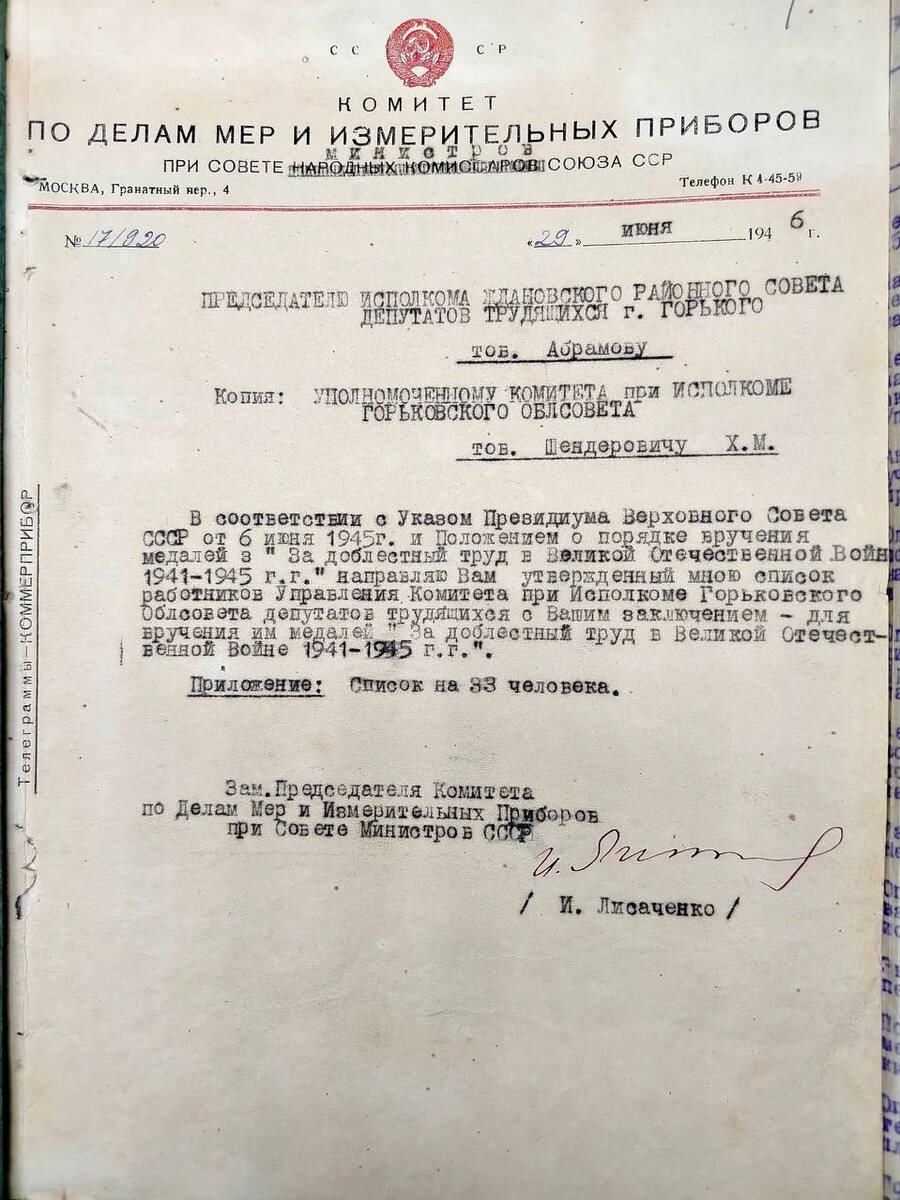 СС СР
КОМИТЕТ
ПО ДЕЛАМ МЕР И ИЗМЕРИТЕЛЬНЫХ ПРИБОРОВ
министров
ПРИ СОВЕТЕ НАРОДНЫХ КОМИССАРОВ СОЮЗА ССР
МОСКВА, Гранатный пер., 4
Телефон К 4-45-59
№ 17/920
«29» июня 1946 г.
ПРЕДСЕДАТЕЛЮ ИСПОЛКОМА ЖДАНОВСКОГО РАЙОННОГО СОВЕТА
ДЕПУТАТОВ ТРУДЯЩИХСЯ г. ГОРЬКОГО
тов. Абрамову
Копия: УПОЛНОМОЧЕННОМУ КОМИТЕТА при ИСПОЛКОМЕ
ГОРЬКОВСКОГО ОБЛСОВЕТА
тов. Шендеровичу Х.М.
В соответствии с Указом Президиума Верховного Совета
СССР от 6 июня 1945г. и Положением о порядке вручения
медалей з " За доблестный труд в Великой Отечественной Войне
1941-1945 г.г." направляю Вам утвержденный мною список
работников Управления Комитета при Исполкоме Горьковского
Облсовета депутатов трудящихся с Вашим заключением - для
вручения им медалей " За доблестный труд в Великой Отечест-
венной Войне 1941-1945 г.г.".
Приложение: Список на 33 человека.
Телеграммы—КОММЕРПРИБОР
Зам.Председателя Комитета
по Делам Мер и Измерительных Приборов
при Совете Министров СССР
/ И. Лисаченко /